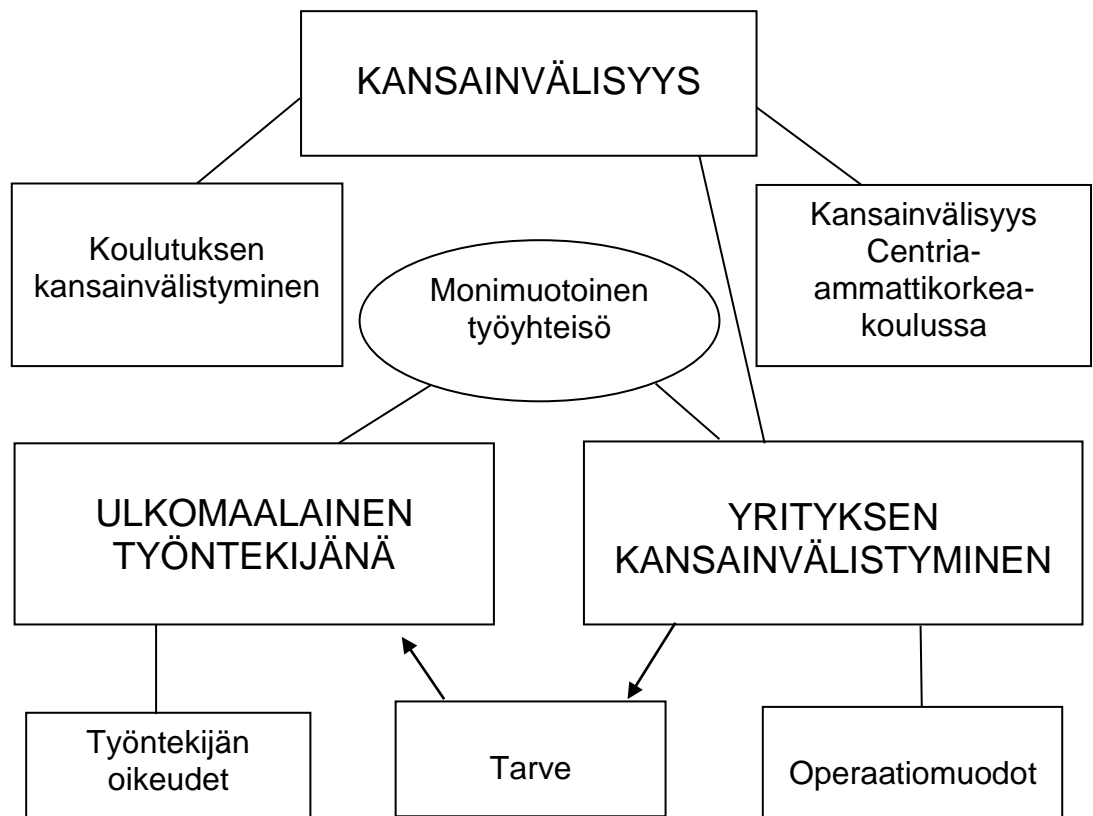 KANSAINVÄLISYYS
Koulutuksen
kansainvälistyminen
Monimuotoinen
työyhteisö
Kansainvälisyys
Centria-
ammattikorkea-
koulussa
ULKOMAALAINEN
TYÖNTEKIJÄNÄ
YRITYKSEN
KANSAINVÄLISTYMINEN
Työntekijän
oikeudet
Tarve
Operaatiomuodot